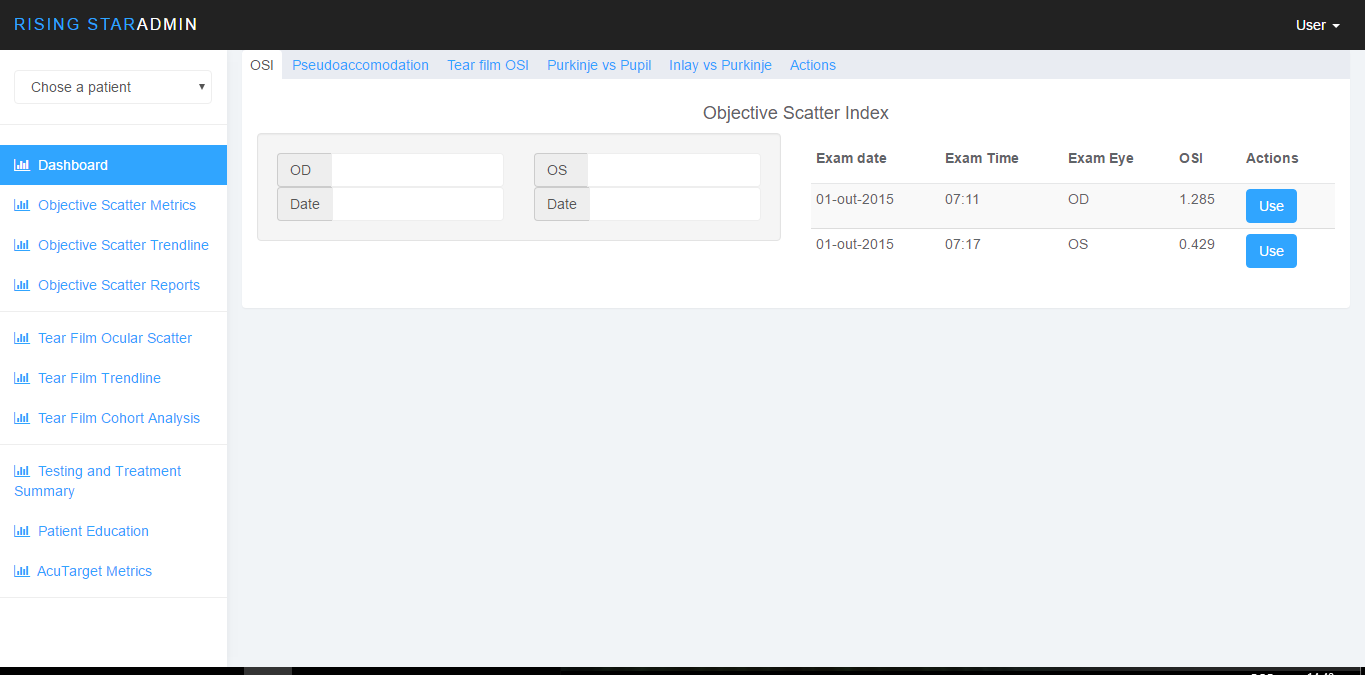 RISING STARADMIN
User
Chose a patient
Dashboard
Objective Scatter Metrics
Objective Scatter Trendline
Objective Scatter Reports
Tear Film Ocular Scatter
Tear Film Trendline
Tear Film Cohort Analysis
Testing and Treatment
Summary
Patient Education
AcuTarget Metrics
OSI Pseudoaccomodation Tear film OSI Purkinje vs Pupil Inlay vs Purkinje Actions
Objective Scatter Index
OD
Date
OS
Date
Exam date Exam Time Exam Eye OSI Actions
01-out-2015 07:11 OD 1.285 Use
01-out-2015 07:17 OS 0.429 Use